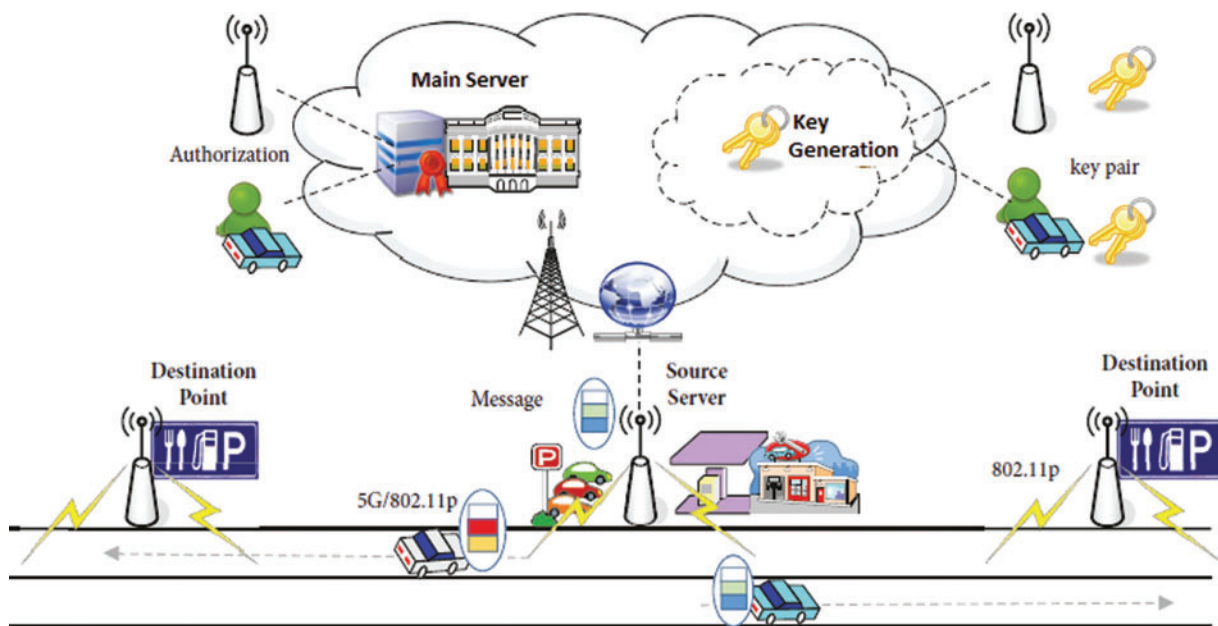 Main Server
Key
Generation
Authorization
key pair
Destination
Point
Message
Source
Server
Destination
Point
P
P
P
802.11p
5G/802.11p